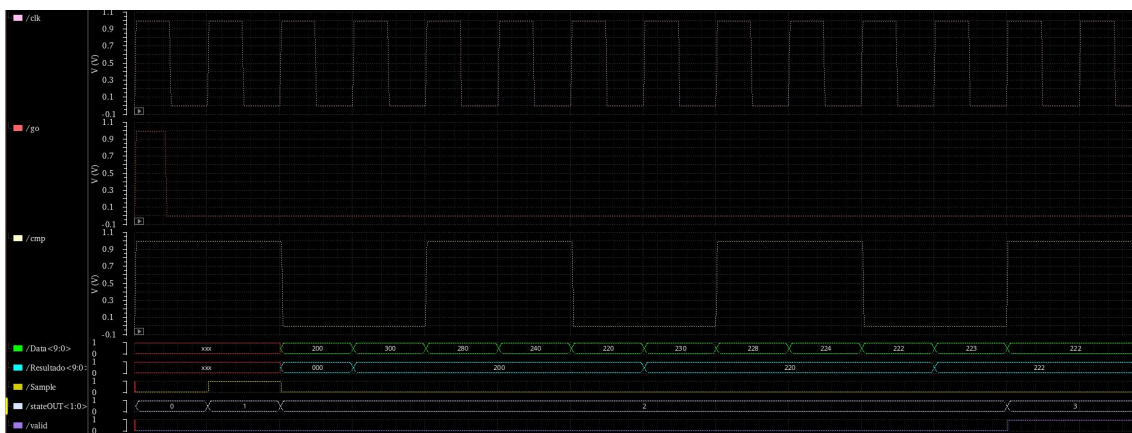 /clk
1.1
0.9
0.7
0.5
0.3
0.1
-0.1
V (V)
/go
1.1
0.9
0.7
0.5
0.3
0.1
-0.1
V (V)
/cmp
1.1
0.9
0.7
0.5
0.3
0.1
-0.1
V (V)
/Data<9:0> 1 0 xxx 200 300 280 240 220 230 228 224 222 223 222
/Resultado<9:0> 1 0 xxx 000 200 220 222
/Sample 1 0
/stateOUT<1:0> 1 0 0 1 2 3
/valid 1 0